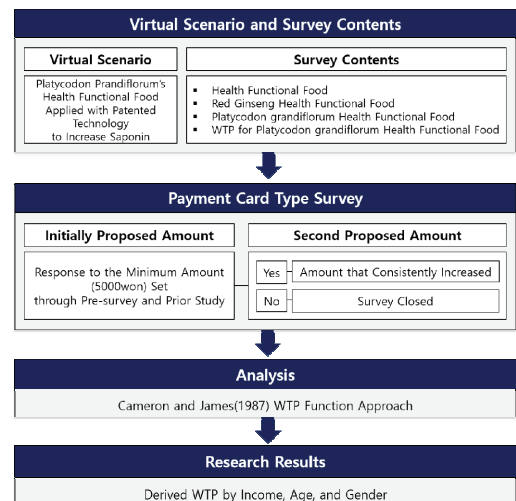 Virtual Scenario and Survey Contents
Virtual Scenario
Platycodon Prandiflorum's
Health Functional Food
Applied with Patented
Technology
to Increase Saponin
Survey Contents
▪ Health Functional Food
▪ Red Ginseng Health Functional Food
▪ Platycodon grandiflorum Health Functional Food
▪ WTP for Platycodon grandiflorum Health Functional Food
Payment Card Type Survey
Initially Proposed Amount
Response to the Minimum Amount
(5000won) Set
through Pre-survey and Prior Study
Second Proposed Amount
Yes
Amount that Consistently Increased
No
Survey Closed
Analysis
Cameron and James(1987) WTP Function Approach
Research Results
Derived WTP by Income, Age, and Gender